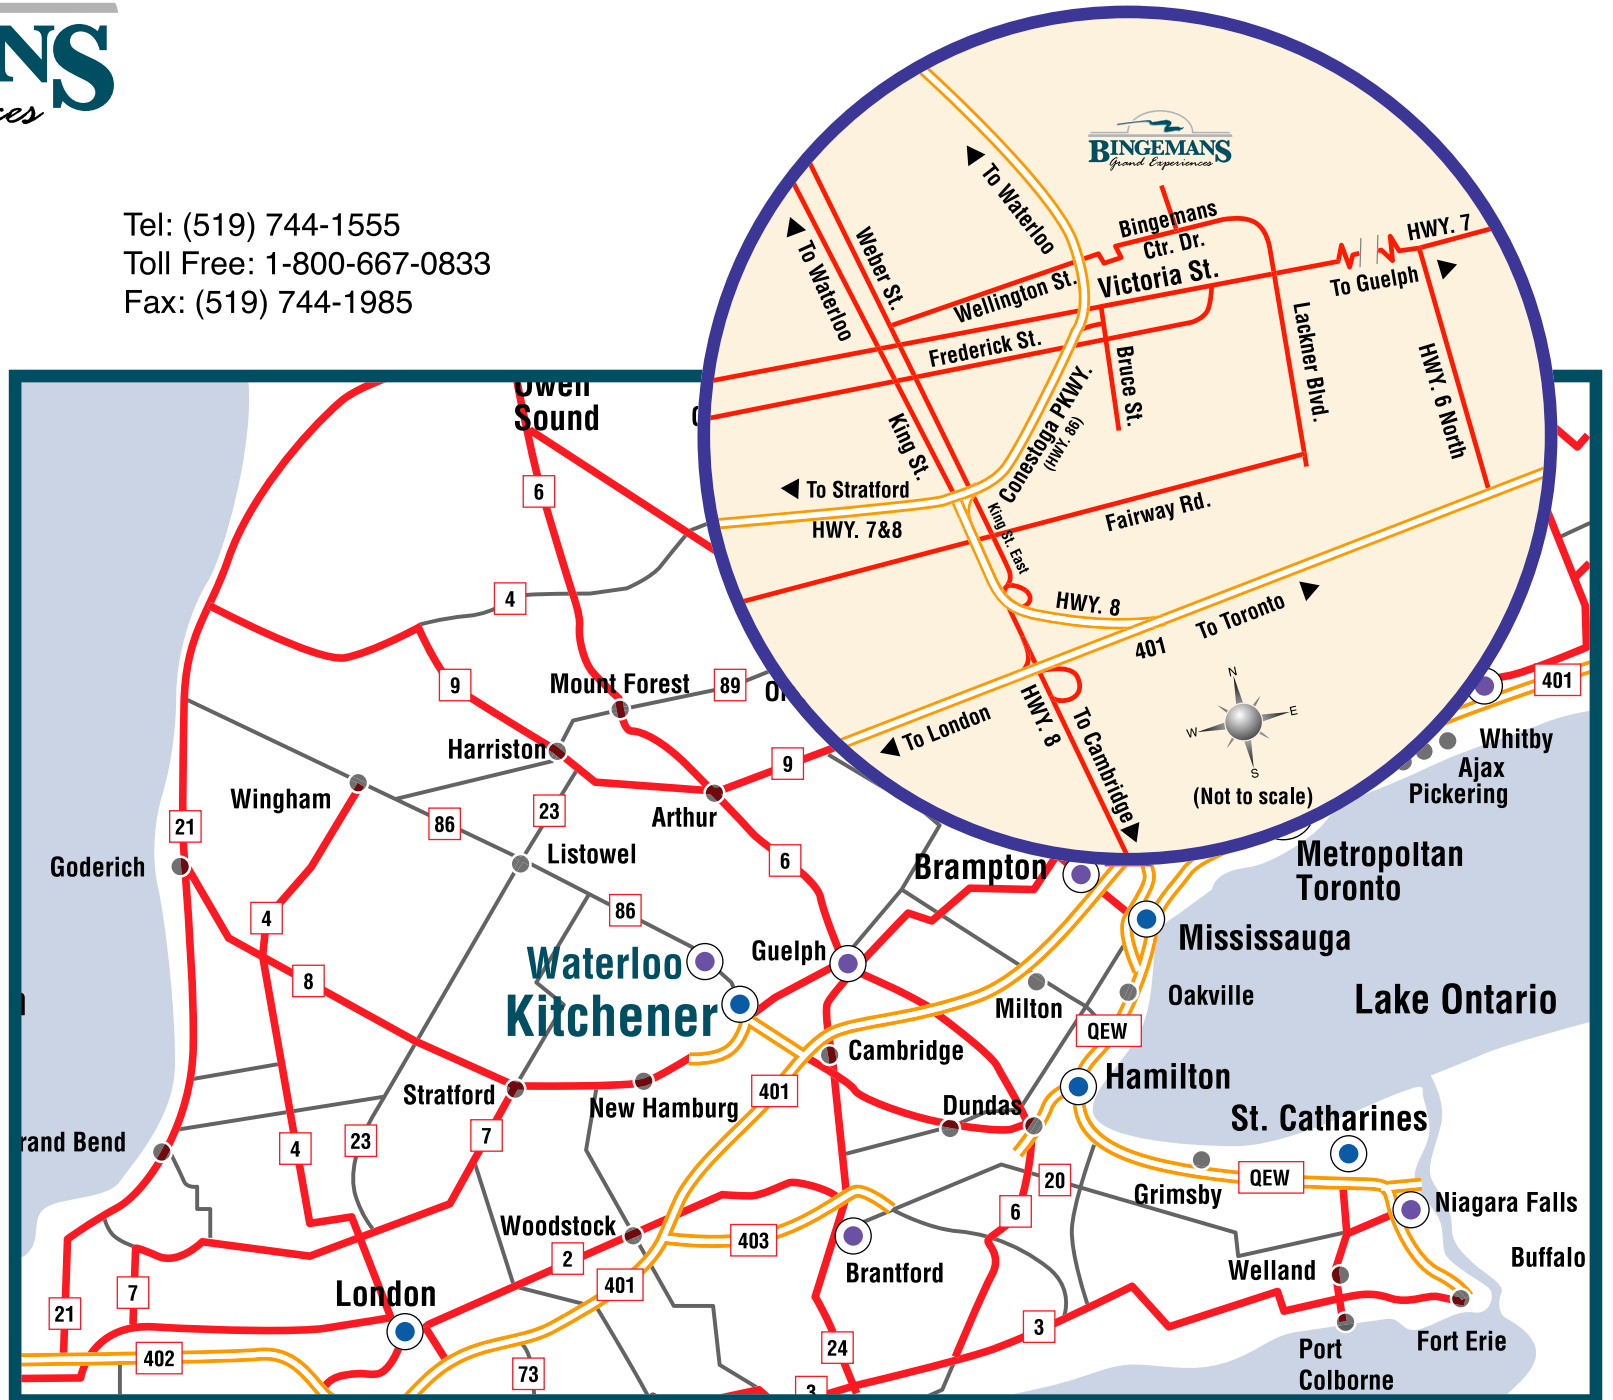 NS
ces
Tel: (519) 744-1555
Toll Free: 1-800-667-0833
Fax: (519) 744-1985
BINGEMANS
Grand Experiences
To Waterloo
Bingemans
Ctr. Dr.
HWY. 7
To Waterloo
Weber St.
Wellington St.
Victoria St.
To Guelph
Frederick St.
Bruce St.
Lackner Blvd.
HWY. 6 North
King St.
Conestoga PKWY.
(HWY. 86)
To Stratford
HWY. 7&8
King St. East
Fairway Rd.
HWY. 8
To Toronto
401
To London
HWY. 8
To Cambridge
N
E
W
S
(Not to scale)
Owen
Sound
6
4
9
Mount Forest
89
Harriston
9
Wingham
86
23
Arthur
21
Listowel
6
Goderich
4
86
8
Waterloo
Kitchener
Guelph
Brampton
401
Whitby
Ajax
Pickering
Metropoltan
Toronto
Mississauga
Milton
Oakville
Lake Ontario
QEW
Cambridge
401
Hamilton
Stratford
New Hamburg
Dundas
St. Catharines
rand Bend
4
23
7
20
Grimsby
QEW
Niagara Falls
Woodstock
2
403
6
Brantford
Buffalo
Welland
401
London
7
21
402
73
24
3
3
Port
Colborne
Fort Erie